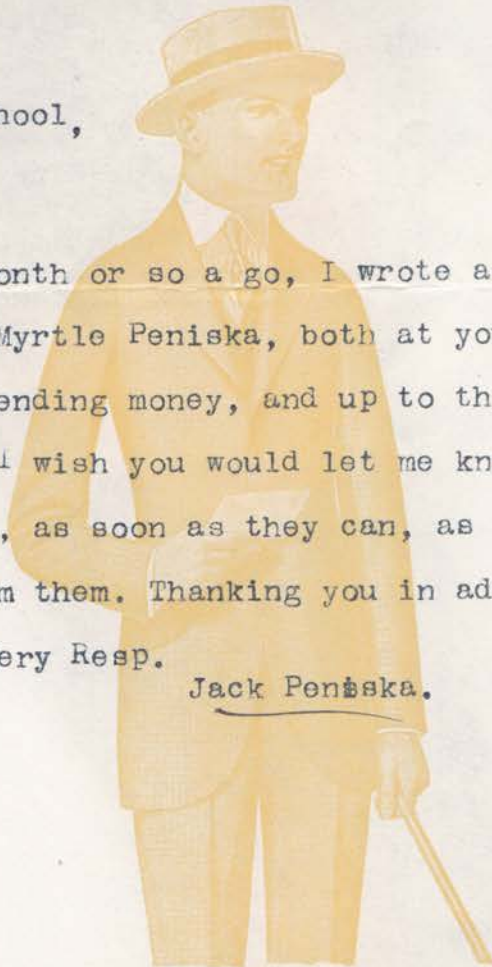 hool,
onth or so a go, I wrote a
Myrtle Peniska, both at yo
ending money, and up to th
I wish you would let me kn
, as soon as they can, as
m them. Thanking you in ad
ery Resp.
Jack Peniska.